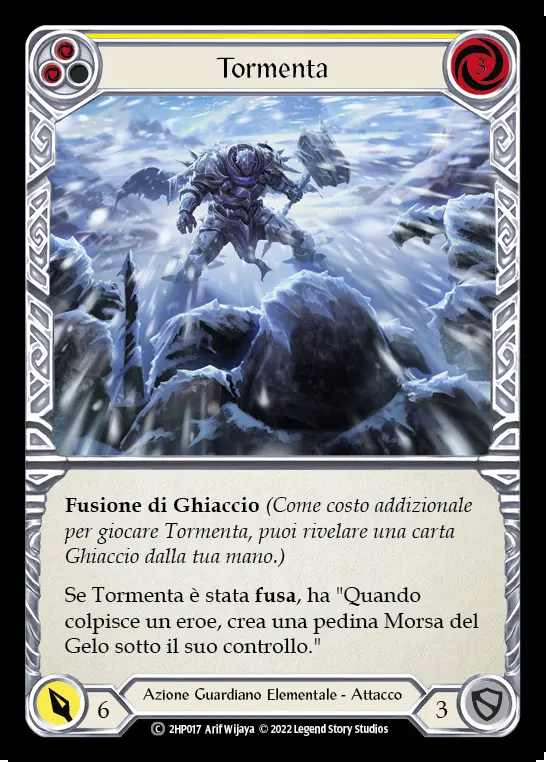 Tormenta
3
Fusione di Ghiaccio (Come costo addizionale
per giocare Tormenta, puoi rivelare una carta
Ghiaccio dalla tua mano.)
Se Tormenta è stata fusa, ha "Quando
colpisce un eroe, crea una pedina Morsa del
Gelo sotto il suo controllo."
6
Azione Guardiano Elementale - Attacco
3
C 2HP017 Arif Wijaya © 2022 Legend Story Studios